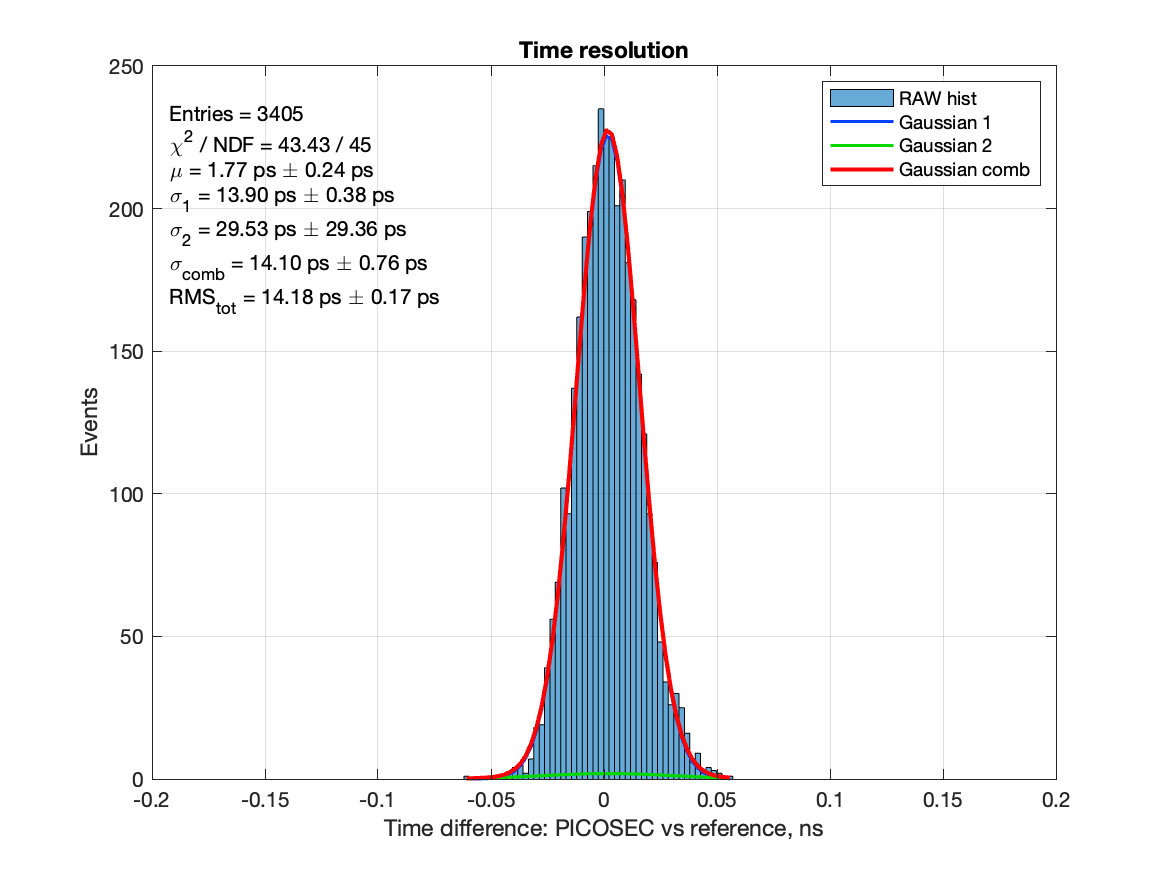 Time resolution
Entries = 3405
χ² / NDF = 43.43 / 45
μ = 1.77 ps ± 0.24 ps
σ₁ = 13.90 ps ± 0.38 ps
σ₂ = 29.53 ps ± 29.36 ps
σcomb = 14.10 ps ± 0.76 ps
RMStot = 14.18 ps ± 0.17 ps
RAW hist
Gaussian 1
Gaussian 2
Gaussian comb
Events
250
200
150
100
50
0
-0.2 -0.15 -0.1 -0.05 0 0.05 0.1 0.15 0.2
Time difference: PICOSEC vs reference, ns